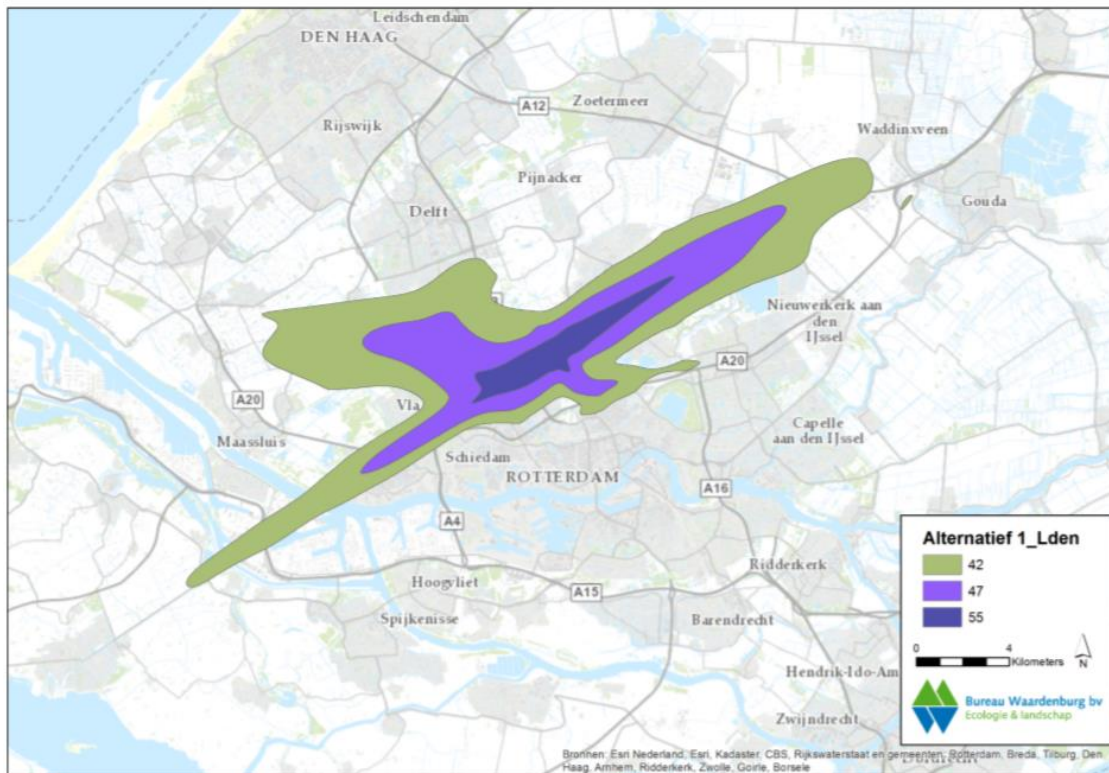 Leidschendam
DEN HAAG
A12
Zoetermeer
Rijswijk
Waddinxveen
Pijnacker
Gouda
Delft
Nieuwerkerk aan
den
IJssel
A20
A20
Vla
Capelle
aan den IJssel
Maassluis
Schiedam
ROTTERDAM
A16
A4
Hoogvliet
A15
Ridderkerk
Spijkenisse
Barendrecht
Hendrik-Ido-Am
Zwijndrecht
Alternatief 1_Lden
42
47
55
0 4
Kilometers
N
Bureau Waardenburg bv
Ecologie & landschap
Bronnen: Esri Nederland, Esri, Kadaster, CBS, Rijkswaterstaat en gemeenten: Rotterdam, Breda, Tilburg, Den
Haag, Arnhem, Ridderkerk, Zwolle, Goirle, Borsele